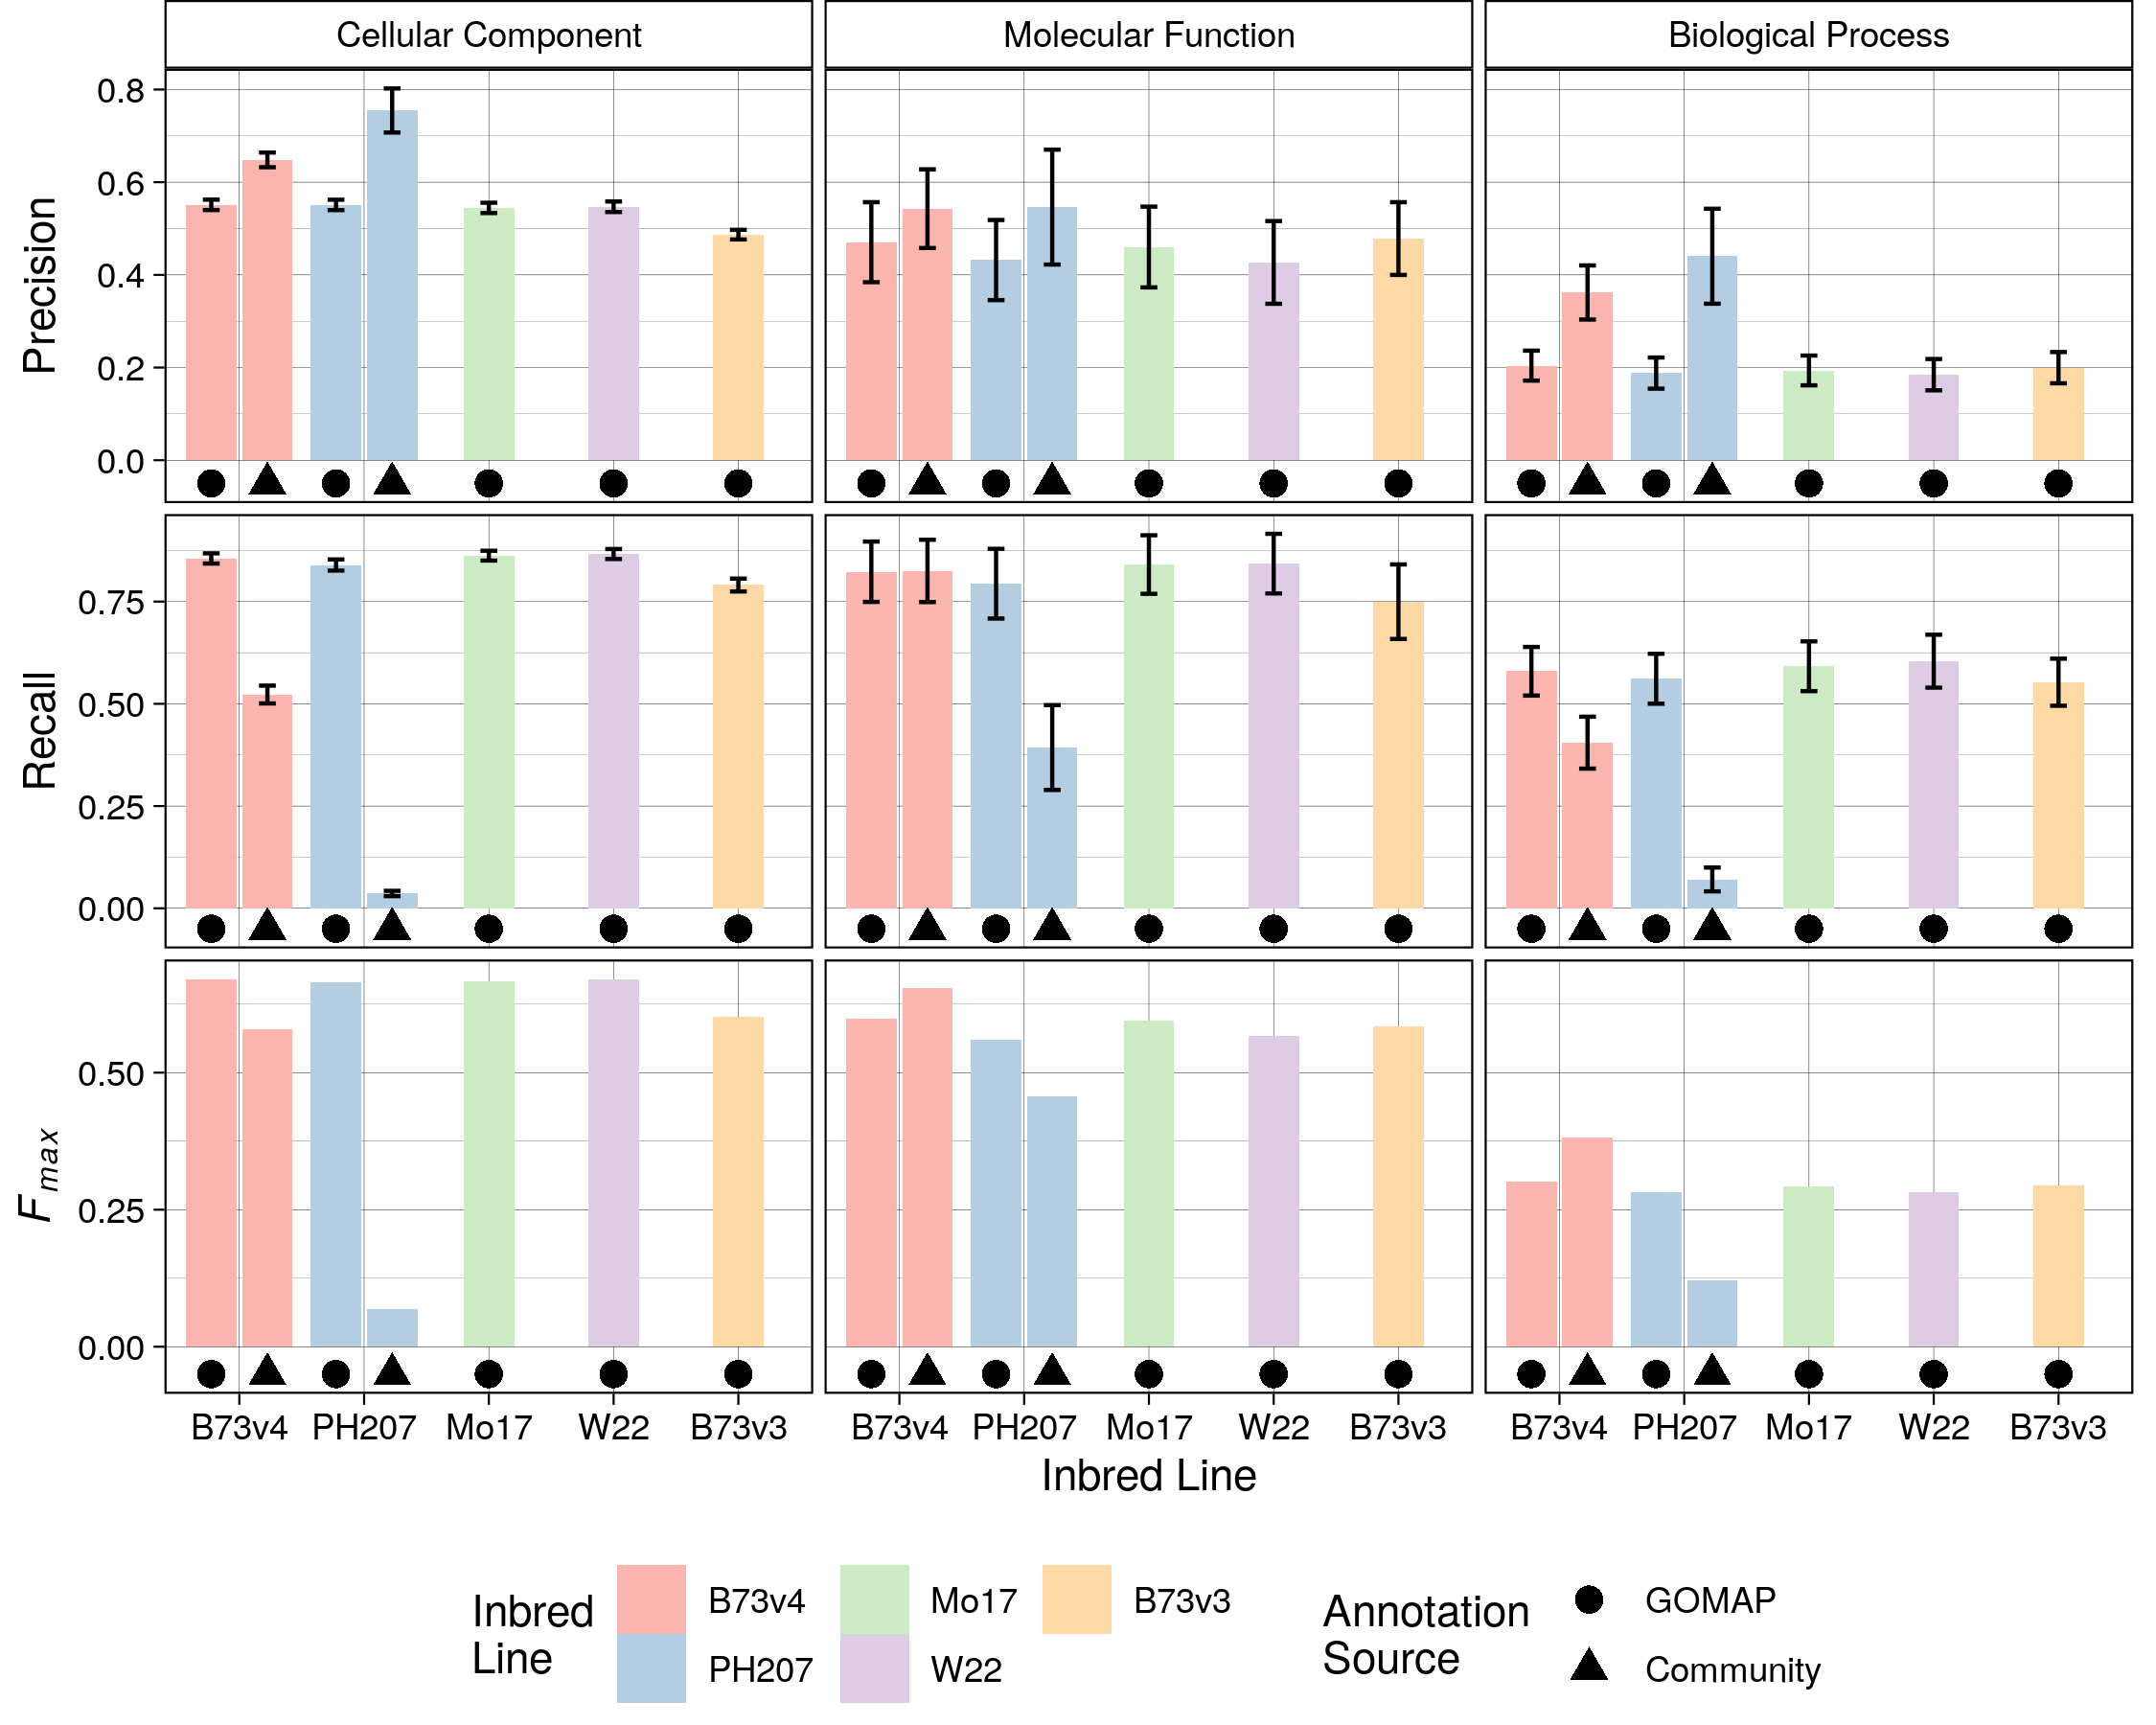 Cellular Component
Molecular Function
Biological Process
Precision
0.8
0.6
0.4
0.2
0.0
Recall
0.75
0.50
0.25
0.00
F max
0.50
0.25
0.00
B73v4 PH207 Mo17 W22 B73v3
B73v4 PH207 Mo17 W22 B73v3
B73v4 PH207 Mo17 W22 B73v3
Inbred Line
Inbred
Line
B73v4
PH207
Mo17
W22
B73v3
Annotation
Source
GOMAP
Community